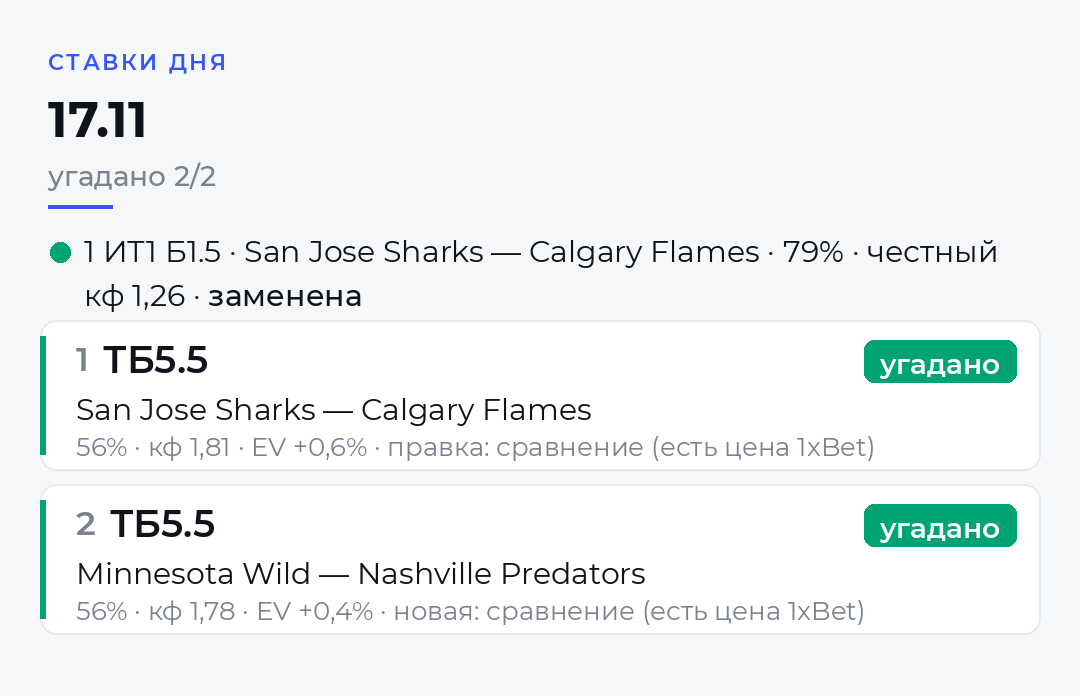 СТАВКИ ДНЯ
17.11
угадано 2/2
1 ИТ1 Б1.5 · San Jose Sharks — Calgary Flames · 79% · честный
кф 1,26 · заменена
1 ТБ5.5 угадано
San Jose Sharks — Calgary Flames
56% · кф 1,81 · EV +0,6% · правка: сравнение (есть цена 1xBet)
2 ТБ5.5 угадано
Minnesota Wild — Nashville Predators
56% · кф 1,78 · EV +0,4% · новая: сравнение (есть цена 1xBet)